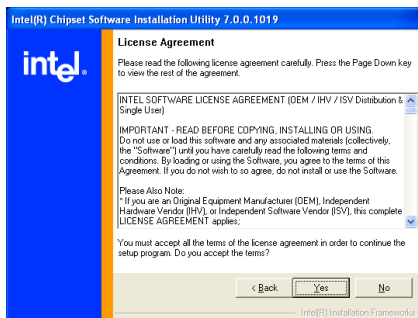 Intel(R) Chipset Software Installation Utility 7.0.0.1019
intel.
License Agreement
Please read the following license agreement carefully. Press the Page Down key
to view the rest of the agreement.
INTEL SOFTWARE LICENSE AGREEMENT (OEM / IHV / ISV Distribution &
Single User)
IMPORTANT - READ BEFORE COPYING, INSTALLING OR USING.
Do not use or load this software and any associated materials (collectively,
the "Software") until you have carefully read the following terms and
conditions. By loading or using the Software, you agree to the terms of this
Agreement. If you do not wish to so agree, do not install or use the Software.
Please Also Note:
* If you are an Original Equipment Manufacturer (OEM), Independent
Hardware Vendor (IHV), or Independent Software Vendor (ISV), this complete
LICENSE AGREEMENT applies;
You must accept all the terms of the license agreement in order to continue the
setup program. Do you accept the terms?
< Back Yes No
Intel(R) Installation Frameworks